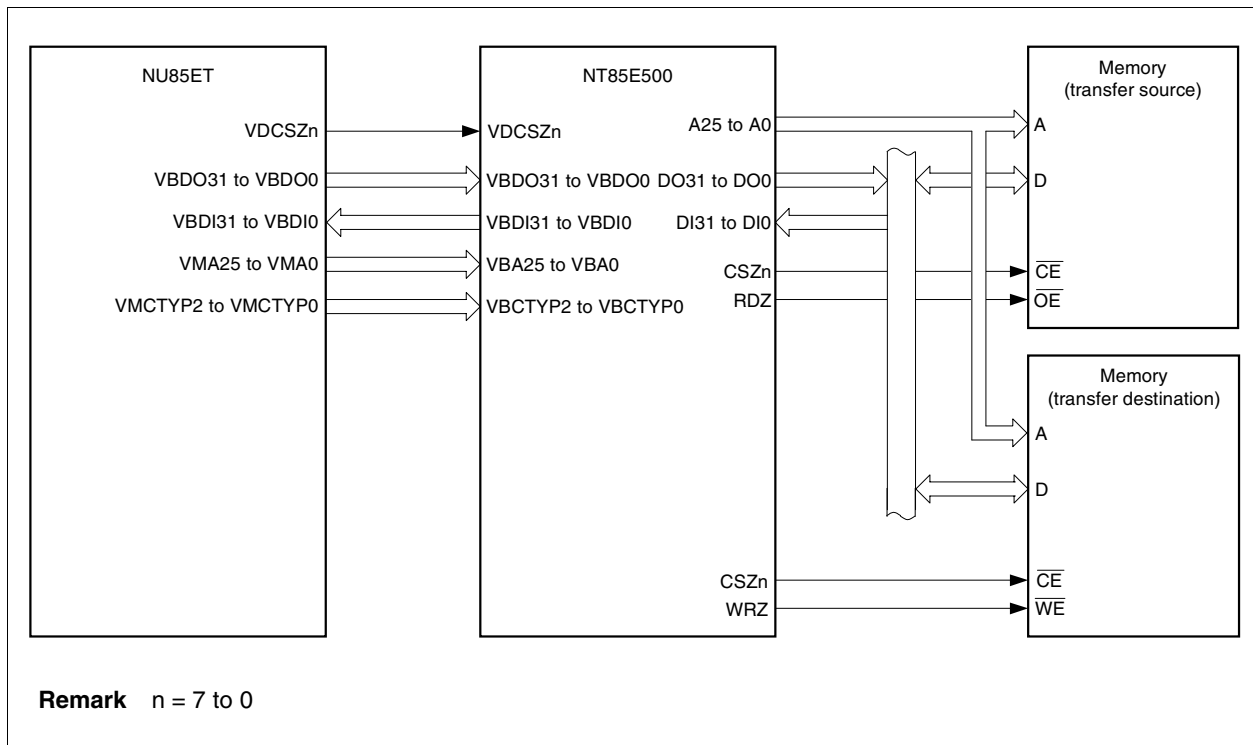 NU85ET
VDCSZn
VBDO31 to VBDO0
VBDI31 to VBDI0
VMA25 to VMA0
VMCTYP2 to VMCTYP0
NT85E500
VDCSZn
VBDO31 to VBDO0
VBDI31 to VBDI0
VBA25 to VBA0
VBCTYP2 to VBCTYP0
A25 to A0
DO31 to DO0
DI31 to DI0
CSZn
RDZ
CSZn
WRZ
Memory
(transfer source)
A
D
CE
OE
Memory
(transfer destination)
A
D
CE
WE
Remark n = 7 to 0